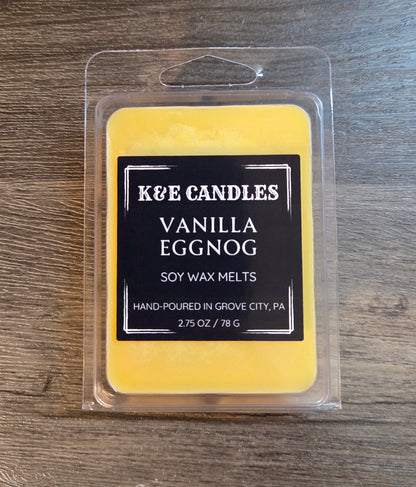 K&E CANDLES
VANILLA
EGGNOG
SOY WAX MELTS
HAND-POURED IN GROVE CITY, PA
2.75 OZ / 78 G